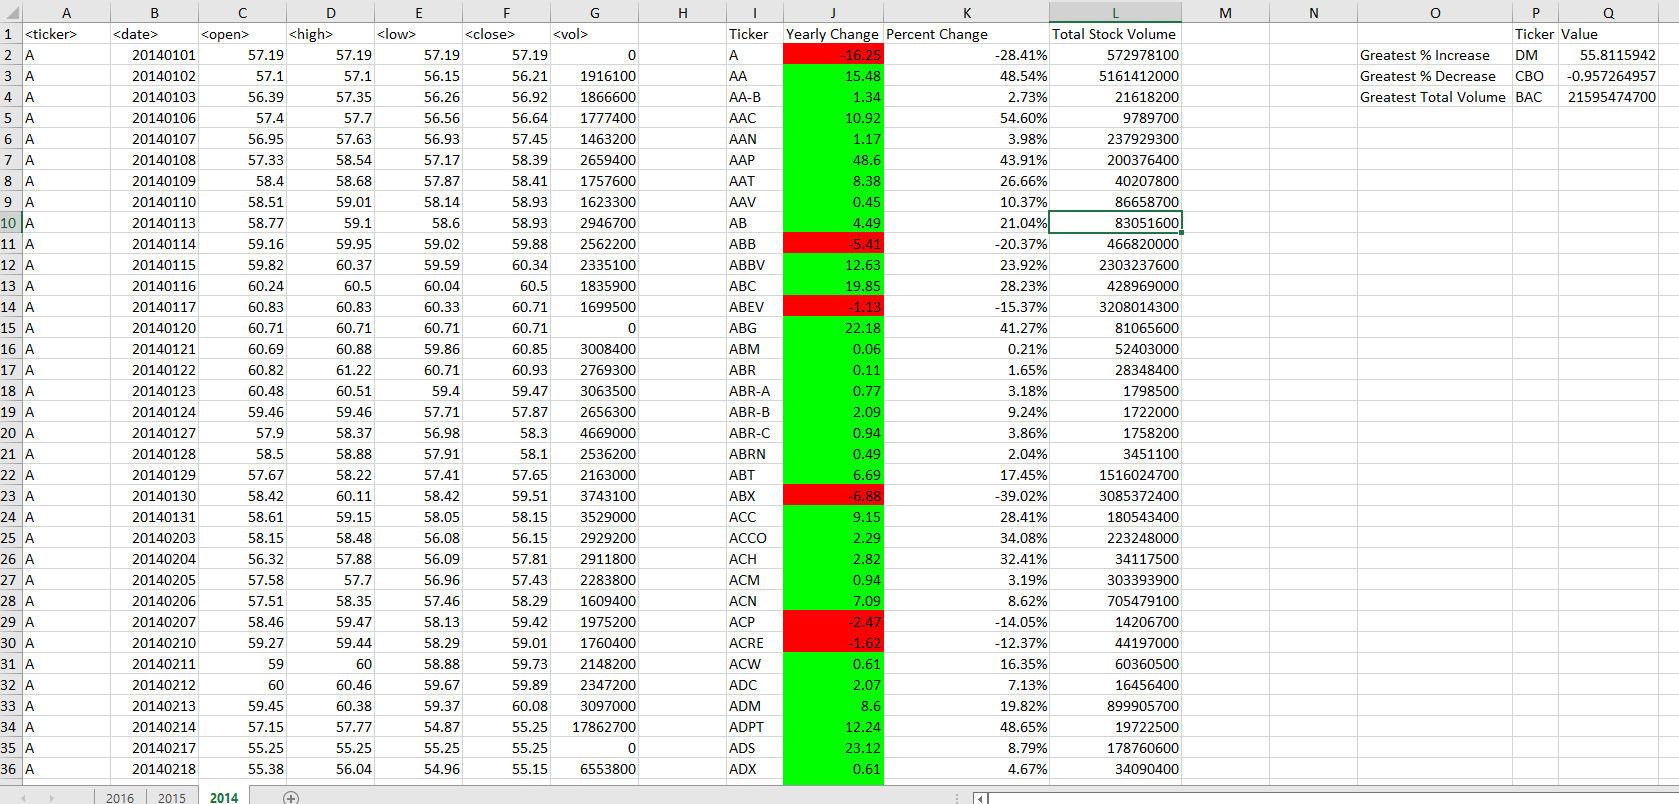 A B C D E F G H I J K L M N O P Q
1 <ticker> <date> <open> <high> <low> <close> <vol> Ticker Yearly Change Percent Change Total Stock Volume Ticker Value
2 A 20140101 57.19 57.19 57.19 57.19 0 A -16.25 -28.41% 572978100 Greatest % Increase DM 55.8115942
3 A 20140102 57.1 57.1 56.15 56.21 1916100 AA 15.48 48.54% 5161412000 Greatest % Decrease CBO -0.957264957
4 A 20140103 56.39 57.35 56.26 56.92 1866600 AA-B 1.34 2.73% 21618200 Greatest Total Volume BAC 21595474700
5 A 20140106 57.4 57.7 56.56 56.64 1777400 AAC 10.92 54.60% 9789700
6 A 20140107 56.95 57.63 56.93 57.45 1463200 AAN 1.17 3.98% 237929300
7 A 20140108 57.33 58.54 57.17 58.39 2659400 AAP 48.6 43.91% 200376400
8 A 20140109 58.4 58.68 57.87 58.41 1757600 AAT 8.38 26.66% 40207800
9 A 20140110 58.51 59.01 58.14 58.93 1623300 AAV 0.45 10.37% 86658700
10 A 20140113 58.77 59.1 58.6 58.93 2946700 AB 4.49 21.04% 83051600
11 A 20140114 59.16 59.95 59.02 59.88 2562200 ABB -5.41 -20.37% 466820000
12 A 20140115 59.82 60.37 59.59 60.34 2335100 ABBV 12.63 23.92% 2303237600
13 A 20140116 60.24 60.5 60.04 60.5 1835900 ABC 19.85 28.23% 428969000
14 A 20140117 60.83 60.83 60.33 60.71 1699500 ABEV -1.13 -15.37% 3208014300
15 A 20140120 60.71 60.71 60.71 60.71 0 ABG 22.18 41.27% 81065600
16 A 20140121 60.69 60.88 59.86 60.85 3008400 ABM 0.06 0.21% 52403000
17 A 20140122 60.82 61.22 60.71 60.93 2769300 ABR 0.11 1.65% 28348400
18 A 20140123 60.48 60.51 59.4 59.47 3063500 ABR-A 0.77 3.18% 1798500
19 A 20140124 59.46 59.46 57.71 57.87 2656300 ABR-B 2.09 9.24% 1722000
20 A 20140127 57.9 58.37 56.98 58.3 4669000 ABR-C 0.94 3.86% 1758200
21 A 20140128 58.5 58.88 57.91 58.1 2536200 ABRN 0.49 2.04% 3451100
22 A 20140129 57.67 58.22 57.41 57.65 2163000 ABT 6.69 17.45% 1516024700
23 A 20140130 58.42 60.11 58.42 59.51 3743100 ABX -6.88 -39.02% 3085372400
24 A 20140131 58.61 59.15 58.05 58.15 3529000 ACC 9.15 28.41% 180543400
25 A 20140203 58.15 58.48 56.08 56.15 2929200 ACCO 2.29 34.08% 223248000
26 A 20140204 56.32 57.88 56.09 57.81 2911800 ACH 2.82 32.41% 34117500
27 A 20140205 57.58 57.7 56.96 57.43 2283800 ACM 0.94 3.19% 303393900
28 A 20140206 57.51 58.35 57.46 58.29 1609400 ACN 7.09 8.62% 705479100
29 A 20140207 58.46 59.47 58.13 59.42 1975200 ACP -2.47 -14.05% 14206700
30 A 20140210 59.27 59.44 58.29 59.01 1760400 ACRE -1.62 -12.37% 44197000
31 A 20140211 59 60 58.88 59.73 2148200 ACW 0.61 16.35% 60360500
32 A 20140212 60 60.46 59.67 59.89 2347200 ADC 2.07 7.13% 16456400
33 A 20140213 59.45 60.38 59.37 60.08 3097000 ADM 8.6 19.82% 899905700
34 A 20140214 57.15 57.77 54.87 55.25 17862700 ADPT 12.24 48.65% 19722500
35 A 20140217 55.25 55.25 55.25 55.25 0 ADS 23.12 8.79% 178760600
36 A 20140218 55.38 56.04 54.96 55.15 6553800 ADX 0.61 4.67% 34090400
2016 2015 2014